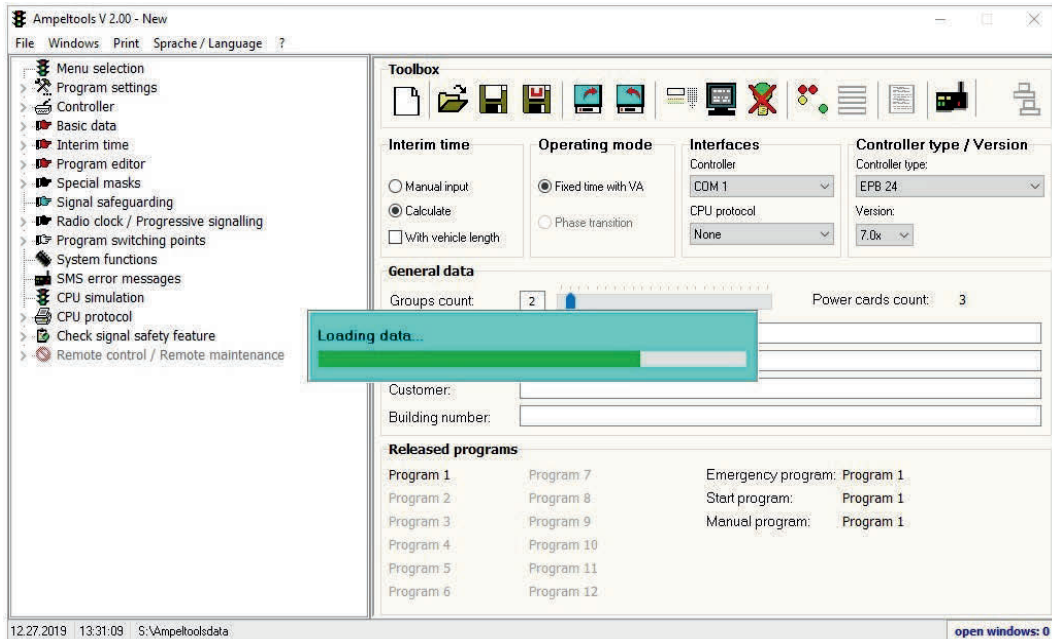 Ampeltools V 2.00 - New
File Windows Print Sprache / Language ?
Menu selection
Program settings
Controller
Basic data
Interim time
Program editor
Special masks
Signal safeguarding
Radio clock / Progressive signalling
Program switching points
System functions
SMS error messages
CPU simulation
CPU protocol
Check signal safety feature
Remote control / Remote maintenance
Toolbox
Interim time
Manual input
Calculate
With vehicle length
Operating mode
Fixed time with VA
Phase transition
Interfaces
Controller
COM 1
CPU protocol
None
Controller type / Version
Controller type:
EPB 24
Version:
7.0x
General data
Groups count: 2 Power cards count: 3
Loading data...
Customer:
Building number:
Released programs
Program 1 Program 7 Emergency program: Program 1
Program 2 Program 8 Start program: Program 1
Program 3 Program 9 Manual program: Program 1
Program 4 Program 10
Program 5 Program 11
Program 6 Program 12
12.27.2019 13:31:09 S:\Ampeltoolsdata open windows: 0